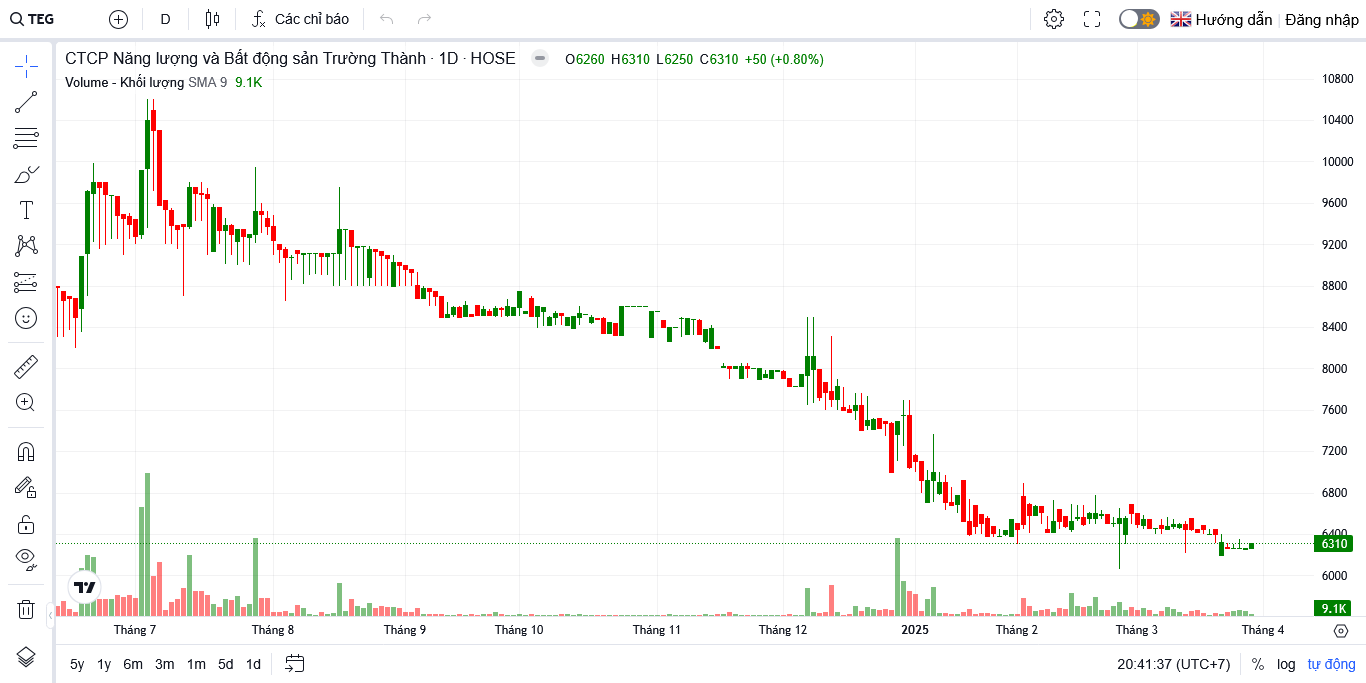 TEG D Các chỉ báo Hướng dẫn Đăng nhập
CTCP Năng lượng và Bất động sản Trường Thành · 1D · HOSE O6260 H6310 L6250 C6310 +50 (+0.80%)
Volume - Khối lượng SMA 9 9.1K
10800
10400
10000
9600
9200
8800
8400
8000
7600
7200
6800
6400
6310
6000
9.1K
Tháng 7 Tháng 8 Tháng 9 Tháng 10 Tháng 11 Tháng 12 2025 Tháng 2 Tháng 3 Tháng 4
5y 1y 6m 3m 1m 5d 1d 20:41:37 (UTC+7) % log tự động